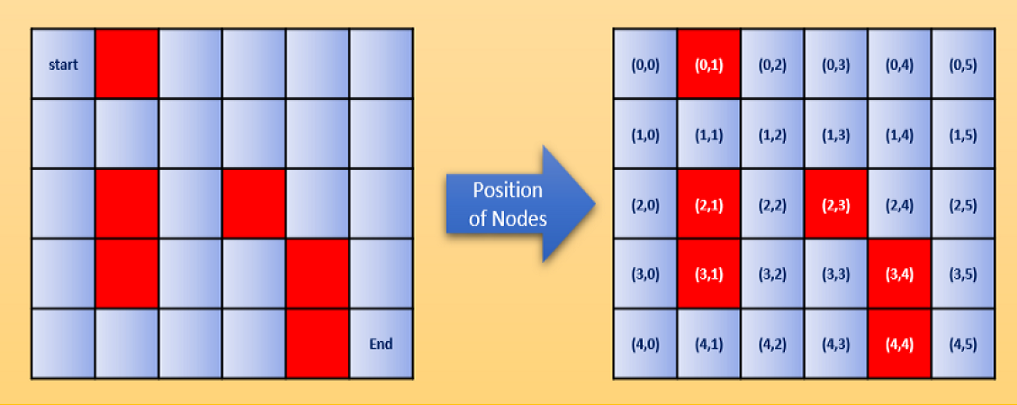 start
End
Position
of Nodes
(0,0) (0,1) (0,2) (0,3) (0,4) (0,5)
(1,0) (1,1) (1,2) (1,3) (1,4) (1,5)
(2,0) (2,1) (2,2) (2,3) (2,4) (2,5)
(3,0) (3,1) (3,2) (3,3) (3,4) (3,5)
(4,0) (4,1) (4,2) (4,3) (4,4) (4,5)